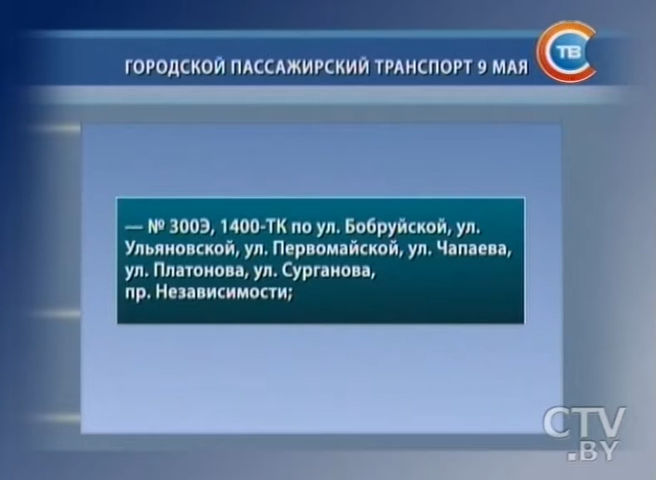 ГОРОДСКОЙ ПАССАЖИРСКИЙ ТРАНСПОРТ 9 МАЯ
СТВ
— № 300Э, 1400-ТК по ул. Бобруйской, ул.
Ульяновской, ул. Первомайской, ул. Чапаева,
ул. Платонова, ул. Сурганова,
пр. Независимости;
CTV
.BY